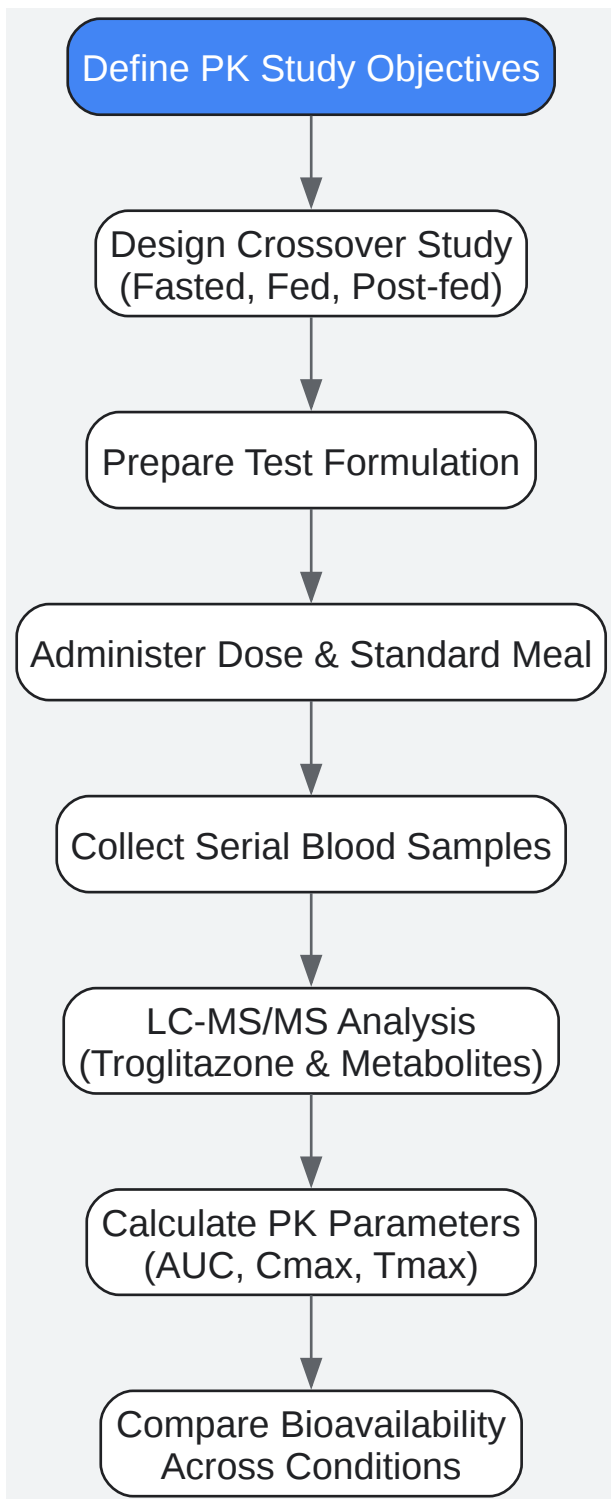 Define PK Study Objectives
Design Crossover Study
(Fasted, Fed, Post-fed)
Prepare Test Formulation
Administer Dose & Standard Meal
Collect Serial Blood Samples
LC-MS/MS Analysis
(Troglitazone & Metabolites)
Calculate PK Parameters
(AUC, Cmax, Tmax)
Compare Bioavailability
Across Conditions